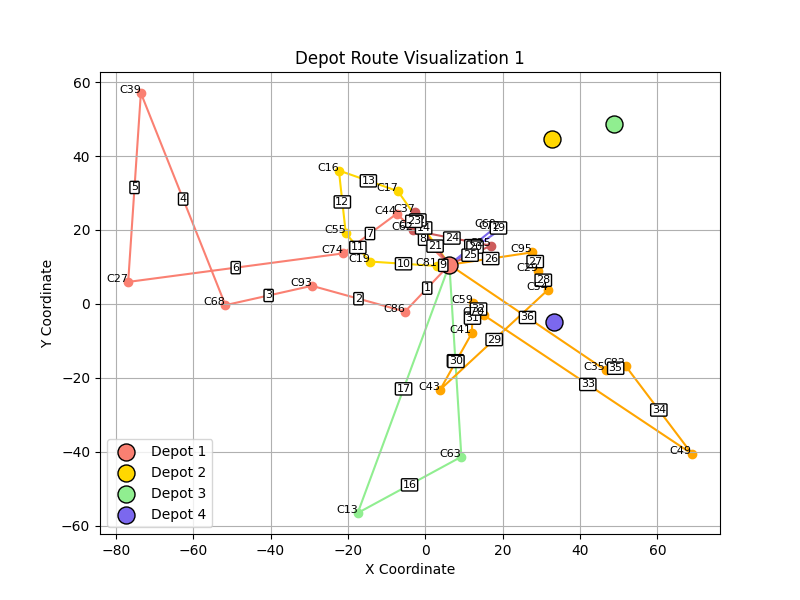 Depot Route Visualization 1
Y Coordinate
X Coordinate
60
40
20
0
−20
−40
−60
−80
−60
−40
−20
0
20
40
60
C39
5
4
C27
6
C68
3
C93
2
C86
1
C74
7
C44
C16
13
C17
12
C55
11
C19
10
C81
9
C37
23
8
21
24
19
25
26
C95
27
28
C54
29
C59
31
C41
30
C43
36
C35
35
33
34
C49
17
C63
16
C13
Depot 1
Depot 2
Depot 3
Depot 4